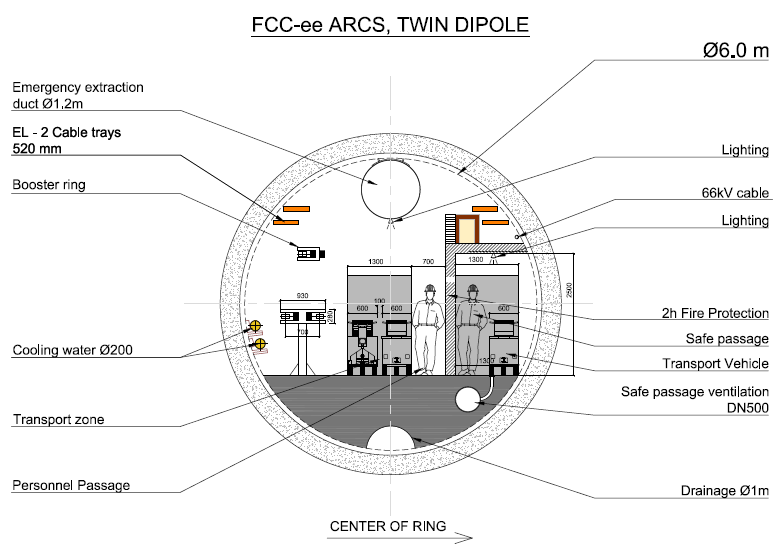 FCC-ee ARCS, TWIN DIPOLE
Ø6.0 m
Emergency extraction
duct Ø1,2m
EL - 2 Cable trays
520 mm
Booster ring
Lighting
66kV cable
Lighting
1300
700
1300
2500
930
280
700
600
100
600
600
1300
2h Fire Protection
Safe passage
Transport Vehicle
Cooling water Ø200
Safe passage ventilation
DN500
Transport zone
Personnel Passage
Drainage Ø1m
CENTER OF RING